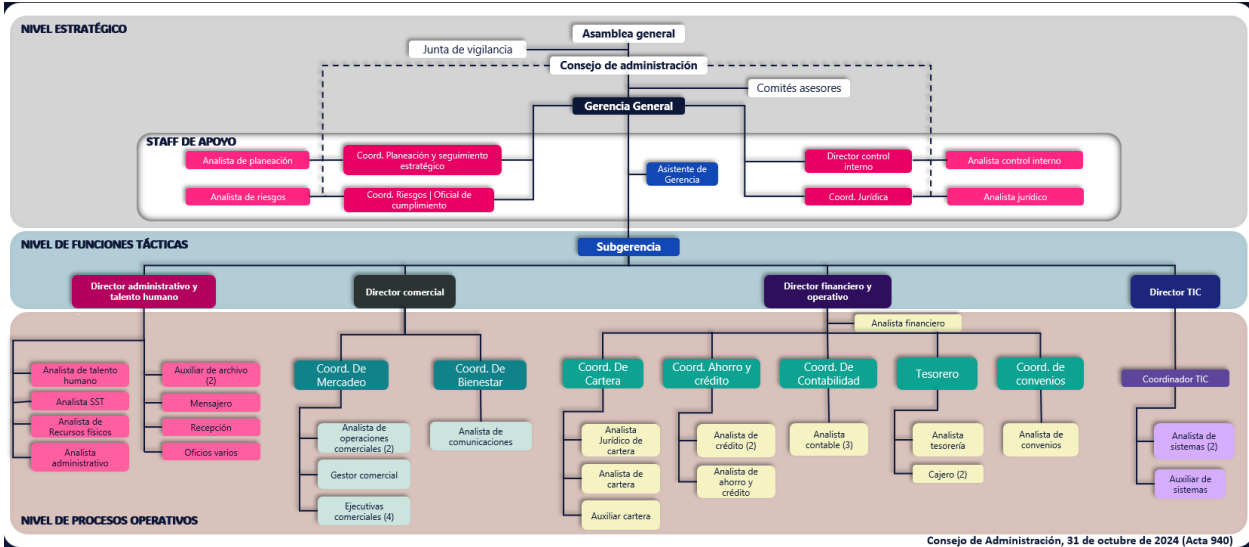 NIVEL ESTRATÉGICO
Asamblea general
Junta de vigilancia
Consejo de administración
Comités asesores
Gerencia General
STAFF DE APOYO
Analista de planeación
Coord. Planeación y seguimiento
estratégico
Director control
interno
Analista control interno
Asistente de
Gerencia
Analista de riesgos
Coord. Riesgos | Oficial de
cumplimiento
Coord. Jurídica
Analista jurídico
NIVEL DE FUNCIONES TÁCTICAS
Subgerencia
Director administrativo y
talento humano
Director comercial
Director financiero y
operativo
Director TIC
Analista financiero
Analista de talento
humano
Analista SST
Analista de
Recursos físicos
Analista
administrativo
Auxiliar de archivo
(2)
Mensajero
Recepción
Oficios varios
Coord. De
Mercadeo
Coord. De
Bienestar
Analista de
operaciones
comerciales (2)
Gestor comercial
Ejecutivas
comerciales (4)
Analista de
comunicaciones
Coord. De
Cartera
Coord. Ahorro y
crédito
Coord. De
Contabilidad
Tesorero
Coord. de
convenios
Coordinador TIC
Analista
Jurídico de
cartera
Analista de
cartera
Auxiliar cartera
Analista de
crédito (2)
Analista de
ahorro y
crédito
Analista
contable (3)
Analista
tesorería
Cajero (2)
Analista de
convenios
Analista de
sistemas (2)
Auxiliar de
sistemas
NIVEL DE PROCESOS OPERATIVOS
Consejo de Administración, 31 de octubre de 2024 (Acta 940)